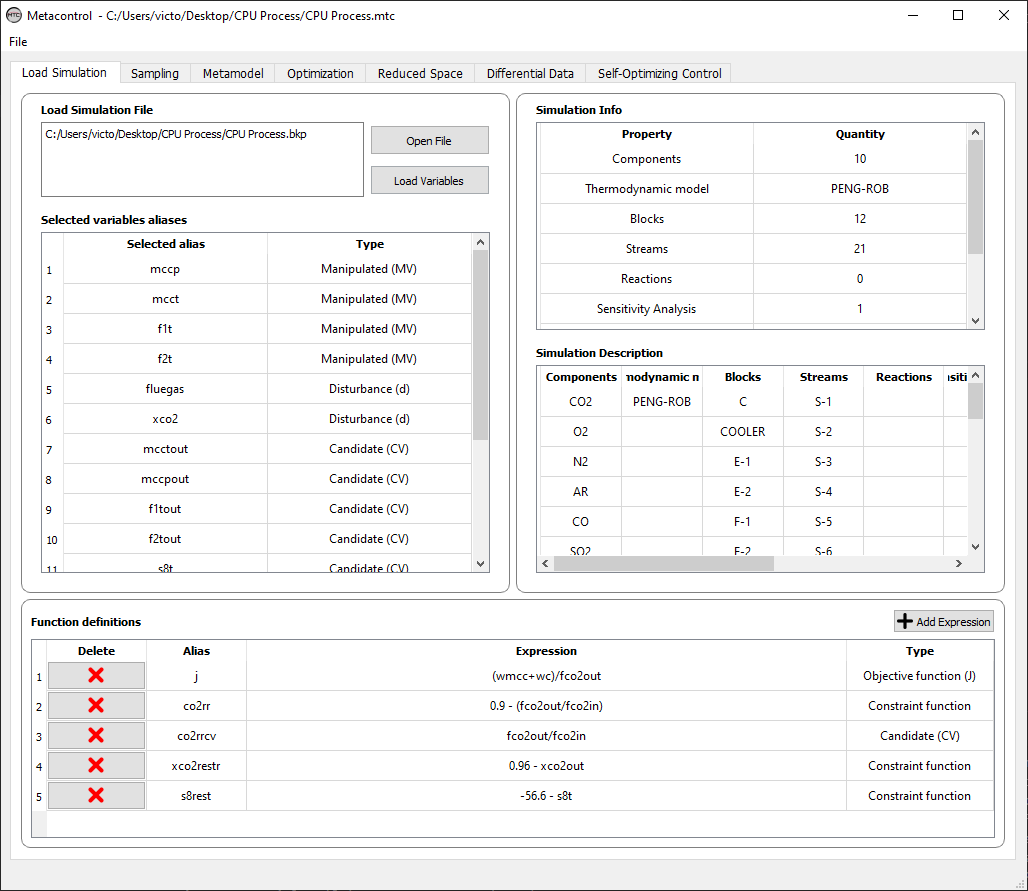 MTC Metacontrol - C:/Users/victo/Desktop/CPU Process/CPU Process.mtc
File
Load Simulation Sampling Metamodel Optimization Reduced Space Differential Data Self-Optimizing Control
Load Simulation File
C:/Users/victo/Desktop/CPU Process/CPU Process.bkp
Open File
Load Variables
Selected variables aliases
Selected alias Type
1 mccp Manipulated (MV)
2 mcct Manipulated (MV)
3 f1t Manipulated (MV)
4 f2t Manipulated (MV)
5 fluegas Disturbance (d)
6 xco2 Disturbance (d)
7 mcctout Candidate (CV)
8 mccpout Candidate (CV)
9 f1tout Candidate (CV)
10 f2tout Candidate (CV)
11 s8t Candidate (CV)
Simulation Info
Property Quantity
Components 10
Thermodynamic model PENG-ROB
Blocks 12
Streams 21
Reactions 0
Sensitivity Analysis 1
Simulation Description
Components modynamic n Blocks Streams Reactions siti
CO2 PENG-ROB C S-1
O2 COOLER S-2
N2 E-1 S-3
AR E-2 S-4
CO F-1 S-5
SO2 F-2 S-6
Function definitions
Add Expression
Delete Alias Expression Type
1 j (wmcc+wc)/fco2out Objective function (J)
2 co2rr 0.9 - (fco2out/fco2in) Constraint function
3 co2rrcv fco2out/fco2in Candidate (CV)
4 xco2restr 0.96 - xco2out Constraint function
5 s8rest -56.6 - s8t Constraint function